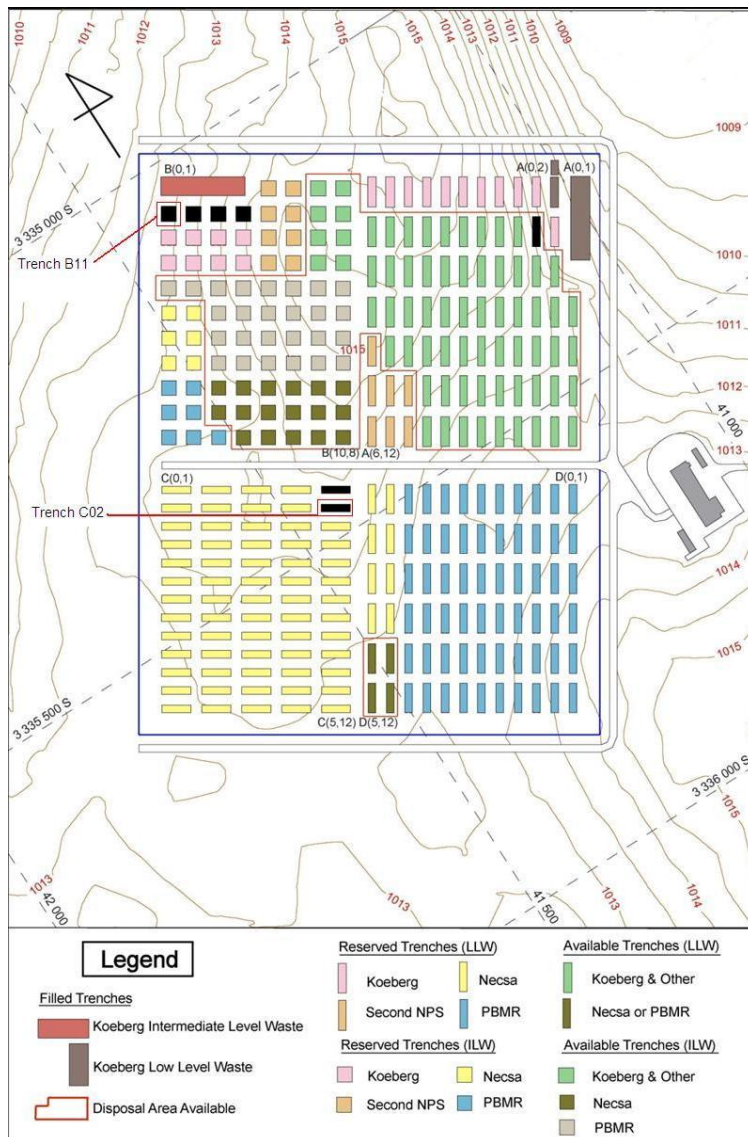 1010
1011
1012
1013
1014
1015
1015
1014
1013
1012
1011
1010
1009
1009
B(0,1)
A(0,2)
A(0,1)
3 335 000 S
Trench B11
1010
1011
1015
1012
41 000
1013
B(10,8) A(6,12)
C(0,1)
D(0,1)
Trench C02
1014
1015
3 335 500 S
C(5,12) D(5,12)
3 336 000 S
1015
1013
42 000
1013
41 500
1013
1014
Legend
Filled Trenches
Koeberg Intermediate Level Waste
Koeberg Low Level Waste
Disposal Area Available
Reserved Trenches (LLW)
Koeberg
Necsa
Second NPS
PBMR
Reserved Trenches (ILW)
Koeberg
Necsa
Second NPS
PBMR
Available Trenches (LLW)
Koeberg & Other
Necsa or PBMR
Available Trenches (ILW)
Koeberg & Other
Necsa
PBMR